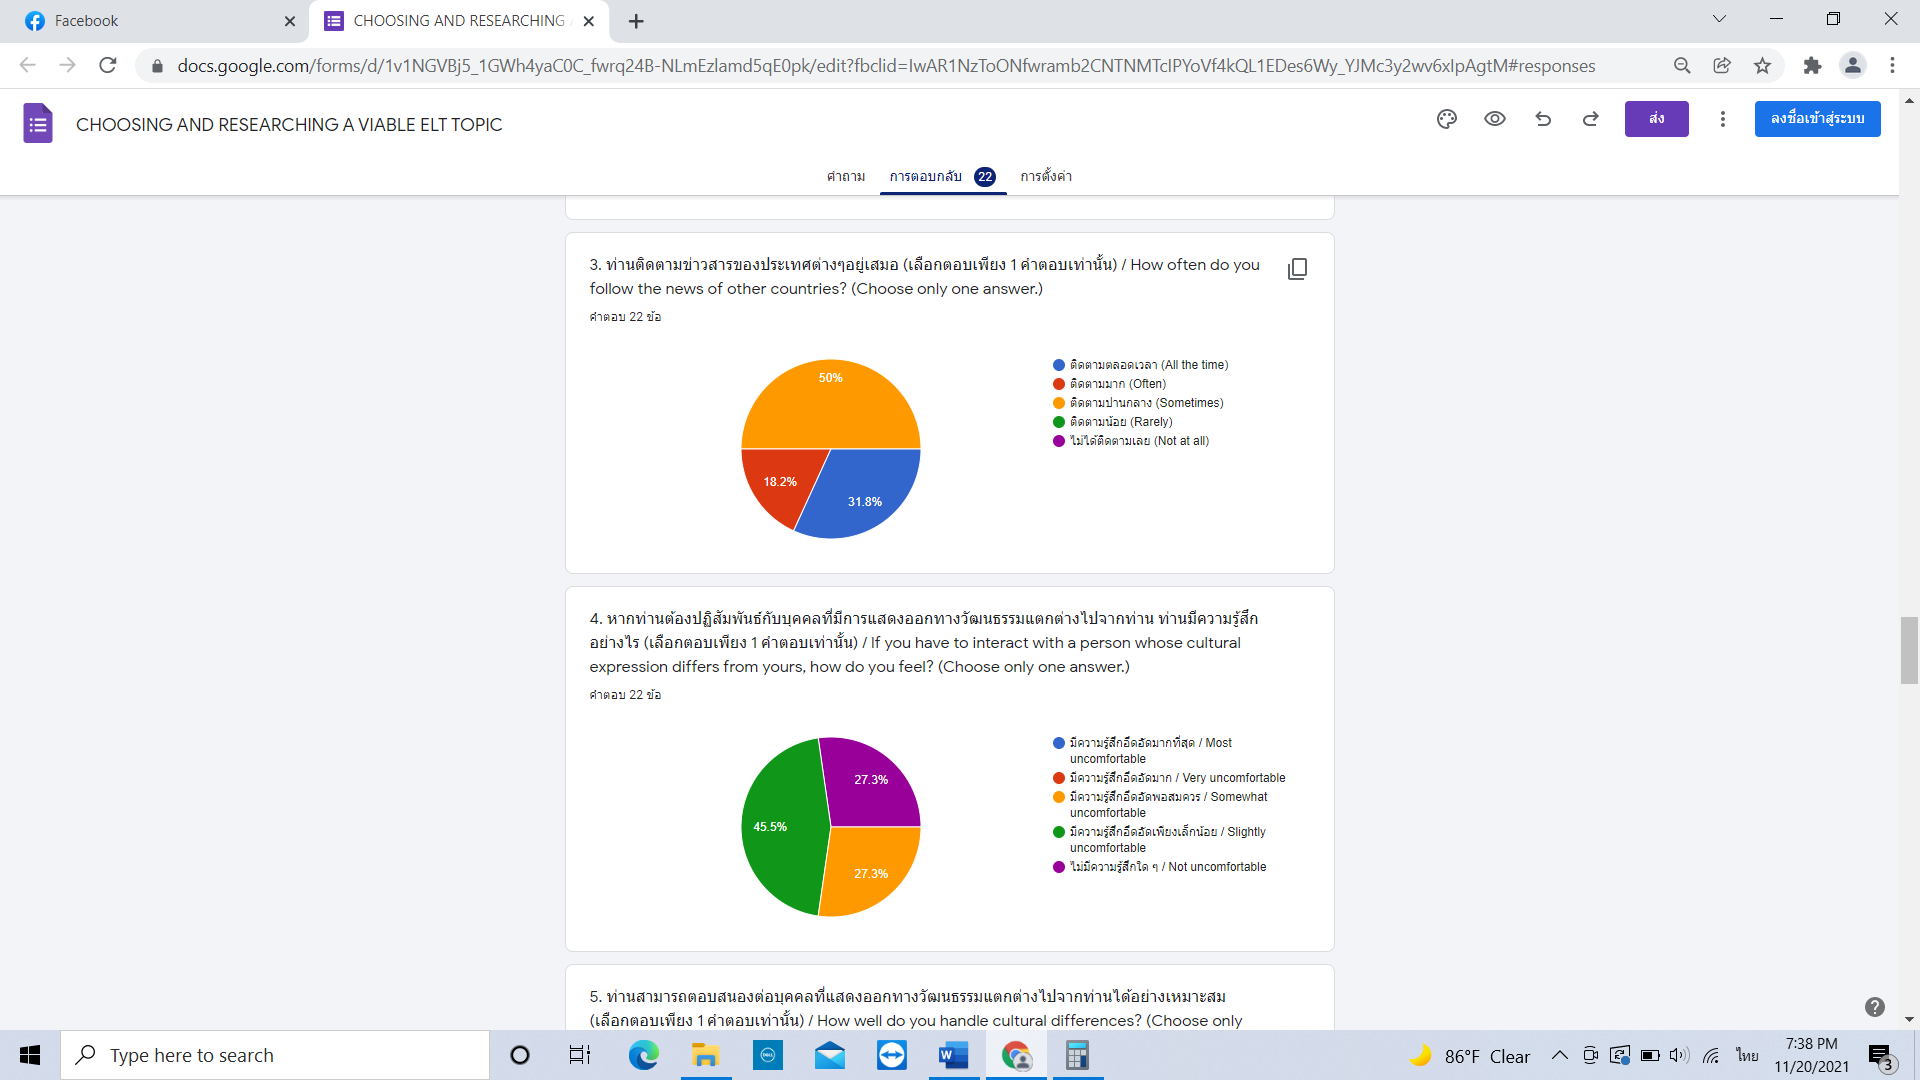 Facebook
CHOOSING AND RESEARCHING A
docs.google.com/forms/d/1v1NGVBj5_1GWh4yaC0C_fwrq24B-NLmEzlamd5qE0pk/edit?fbclid=IwAR1NzToONfwramb2CNTNMTclPYoVf4kQL1EDes6Wy_YJMc3y2wv6xlpAgtM#responses
CHOOSING AND RESEARCHING A VIABLE ELT TOPIC
ส่ง
ลงชื่อเข้าสู่ระบบ
คำถาม
การตอบกลับ 22
การตั้งค่า
3. ท่านติดตามข่าวสารของประเทศต่างๆอยู่เสมอ (เลือกตอบเพียง 1 คำตอบเท่านั้น) / How often do you
follow the news of other countries? (Choose only one answer.)
คำตอบ 22 ข้อ
50%
18.2%
31.8%
ติดตามตลอดเวลา (All the time)
ติดตามมาก (Often)
ติดตามปานกลาง (Sometimes)
ติดตามน้อย (Rarely)
ไม่ได้ติดตามเลย (Not at all)
4. หากท่านต้องปฏิสัมพันธ์กับบุคคลที่มีการแสดงออกทางวัฒนธรรมแตกต่างไปจากท่าน ท่านมีความรู้สึก
อย่างไร (เลือกตอบเพียง 1 คำตอบเท่านั้น) / If you have to interact with a person whose cultural
expression differs from yours, how do you feel? (Choose only one answer.)
คำตอบ 22 ข้อ
27.3%
45.5%
27.3%
มีความรู้สึกอึดอัดมากที่สุด / Most
uncomfortable
มีความรู้สึกอึดอัดมาก / Very uncomfortable
มีความรู้สึกอึดอัดพอสมควร / Somewhat
uncomfortable
มีความรู้สึกอึดอัดเพียงเล็กน้อย / Slightly
uncomfortable
ไม่มีความรู้สึกใด ๆ / Not uncomfortable
5. ท่านสามารถตอบสนองต่อบุคคลที่แสดงออกทางวัฒนธรรมแตกต่างไปจากท่านได้อย่างเหมาะสม
(เลือกตอบเพียง 1 คำตอบเท่านั้น) / How well do you handle cultural differences? (Choose only
Type here to search
DELL
W
86°F Clear
ไทย
7:38 PM
11/20/2021
3